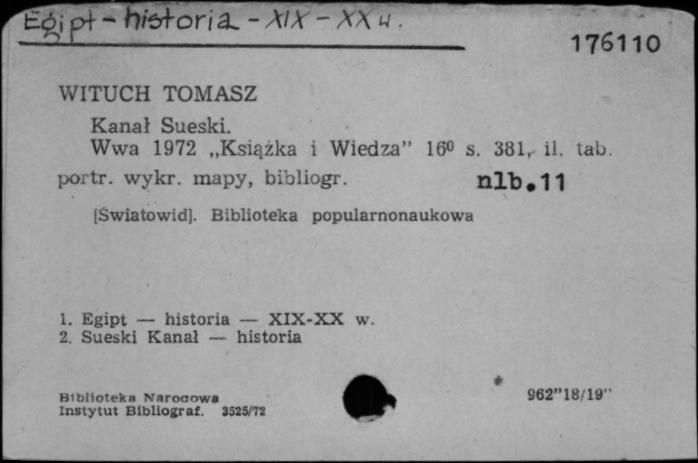 Egipt - historia - XIX - XX w.
176110
WITUCH TOMASZ
Kanał Sueski.
Wwa 1972 „Książka i Wiedza” 16⁰ s. 381, il. tab.
portr. wykr. mapy, bibliogr. nlb.11
[Światowid]. Biblioteka popularnonaukowa
1. Egipt — historia — XIX-XX w.
2. Sueski Kanał — historia
Biblioteka Narodowa
Instytut Bibliograf. 3525/72
962”18/19”